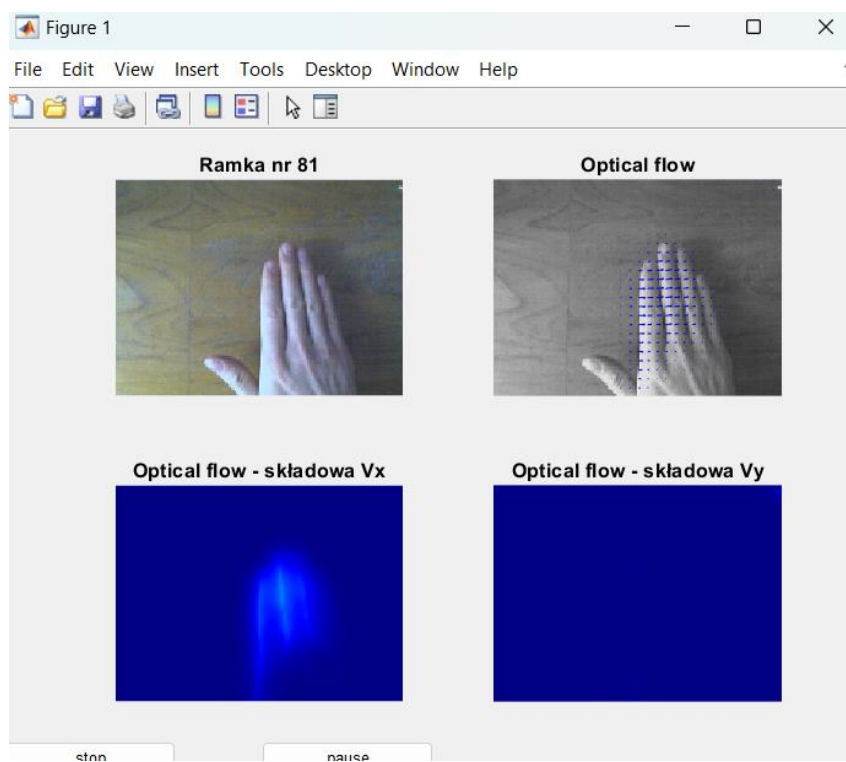 Figure 1
File Edit View Insert Tools Desktop Window Help
Ramka nr 81
Optical flow
Optical flow - składowa Vx
Optical flow - składowa Vy
stop
pause